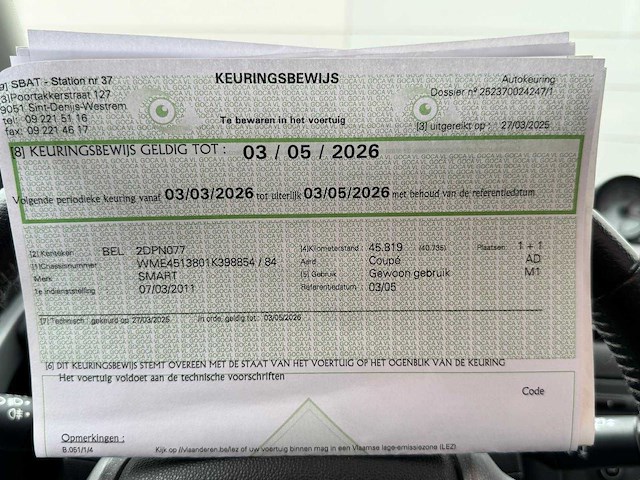 9] SBAT - Station nr 37
[3]Poortakkerstraat 127
9051 Sint-Denijs-Westrem
tel: 09 221 51 16
fax: 09 221 46 17
KEURINGSBEWIJS
Te bewaren in het voertuig
Autokeuring
Dossier nº 252370024247/1
[3] uitgereikt op : 27/03/2025
[8] KEURINGSBEWIJS GELDIG TOT : 03 / 05 / 2026
Volgende periodieke keuring vanaf 03/03/2026 tot uiterlijk 03/05/2026 met behoud van de referentiedatum
[2] Kenteken BEL 2DPN077
[1]Chassisnummer WME4513801K398854 / 84
Merk SMART
1e indienststelling 07/03/2011
[4]Kilometerstand : 45.819 (40.735)
Aard : Coupé
[5] Gebruik : Gewoon gebruik
Referentiedatum : 03/05
Plaatsen: 1 + 1
AD
M1
[7] Technisch : gekeurd op 27/03/2025 in orde, geldig tot : 03/05/2026
[6] DIT KEURINGSBEWIJS STEMT OVEREEN MET DE STAAT VAN HET VOERTUIG OP HET OGENBLIK VAN DE KEURING
Het voertuig voldoet aan de technische voorschriften
Code
Opmerkingen :
B.051/1/4
Kijk op //vlaanderen.be/lez of uw voertuig binnen mag in een Vlaamse lage-emissiezone (LEZ)